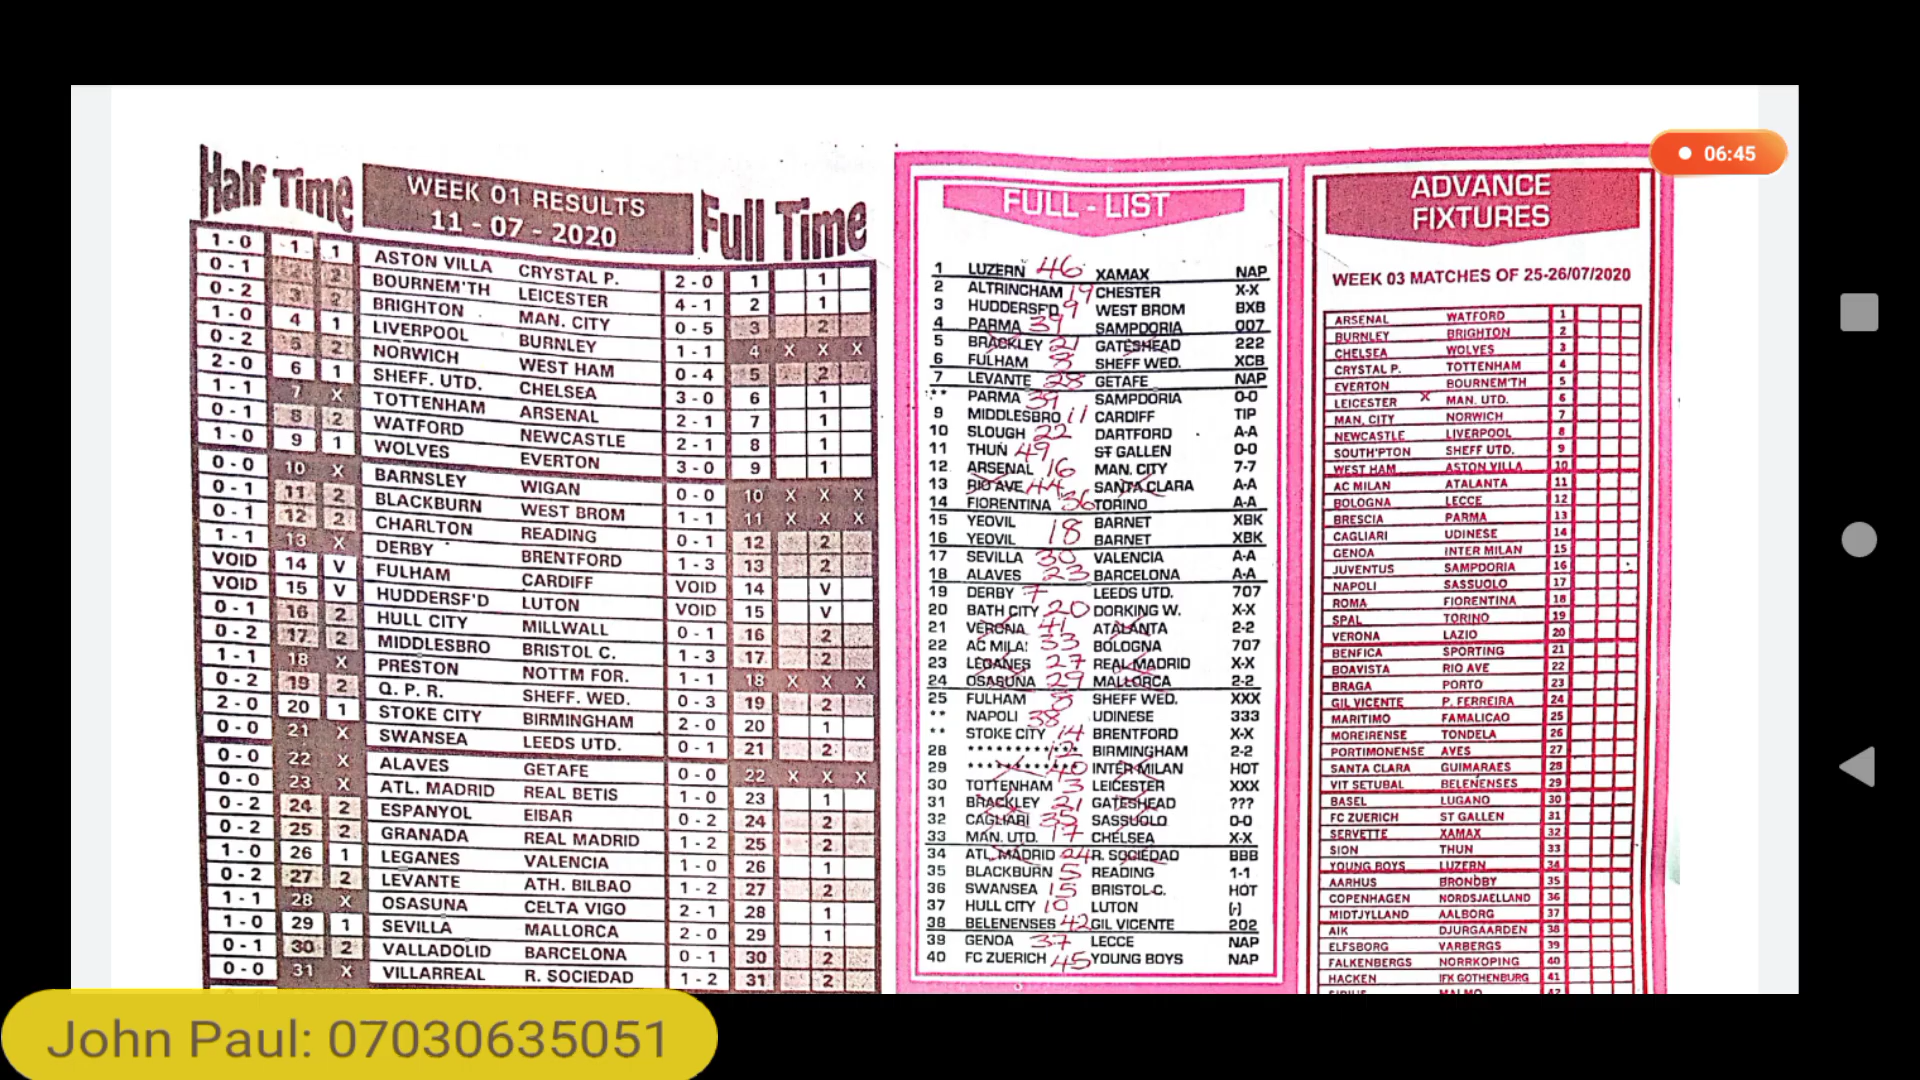 06:45
Half Time
WEEK 01 RESULTS
11 - 07 - 2020
Full Time
1 - 0 1 1 ASTON VILLA CRYSTAL P. 2 - 0 1 1
0 - 1 2 2 BOURNEM'TH LEICESTER 4 - 1 2 1
0 - 2 3 2 BRIGHTON MAN. CITY 0 - 5 3 2
1 - 0 4 1 LIVERPOOL BURNLEY 1 - 1 4 X X X
0 - 2 5 2 NORWICH WEST HAM 0 - 4 5 2
2 - 0 6 1 SHEFF. UTD. CHELSEA 3 - 0 6 1
1 - 1 7 X TOTTENHAM ARSENAL 2 - 1 7 1
0 - 1 8 2 WATFORD NEWCASTLE 2 - 1 8 1
1 - 0 9 1 WOLVES EVERTON 3 - 0 9 1
0 - 0 10 X BARNSLEY WIGAN 0 - 0 10 X X X
0 - 1 11 2 BLACKBURN WEST BROM 1 - 1 11 X X X
0 - 1 12 2 CHARLTON READING 0 - 1 12 2
1 - 1 13 X DERBY BRENTFORD 1 - 3 13 2
VOID 14 V FULHAM CARDIFF VOID 14 V
VOID 15 V HUDDERSF'D LUTON VOID 15 V
0 - 1 16 2 HULL CITY MILLWALL 0 - 1 16 2
0 - 2 17 2 MIDDLESBRO BRISTOL C. 1 - 3 17 2
1 - 1 18 X PRESTON NOTTM FOR. 1 - 1 18 X X X
0 - 2 19 2 Q. P. R. SHEFF. WED. 0 - 3 19 2
2 - 0 20 1 STOKE CITY BIRMINGHAM 2 - 0 20 1
0 - 0 21 X SWANSEA LEEDS UTD. 0 - 1 21 2
0 - 0 22 X ALAVES GETAFE 0 - 0 22 X X X
0 - 0 23 X ATL. MADRID REAL BETIS 1 - 0 23 1
0 - 2 24 2 ESPANYOL EIBAR 0 - 2 24 2
0 - 2 25 2 GRANADA REAL MADRID 1 - 2 25 2
1 - 0 26 1 LEGANES VALENCIA 1 - 0 26 1
0 - 2 27 2 LEVANTE ATH. BILBAO 1 - 2 27 2
1 - 1 28 X OSASUNA CELTA VIGO 2 - 1 28 1
1 - 0 29 1 SEVILLA MALLORCA 2 - 0 29 1
0 - 1 30 2 VALLADOLID BARCELONA 0 - 1 30 2
0 - 0 31 X VILLARREAL R. SOCIEDAD 1 - 2 31 2
FULL - LIST
1 LUZERN 46 XAMAX NAP
2 ALTRINCHAM 19 CHESTER X-X
3 HUDDERSF'D 9 WEST BROM BXB
4 PARMA 39 SAMPDORIA 007
5 BRACKLEY 21 GATESHEAD 222
6 FULHAM 8 SHEFF WED. XCB
7 LEVANTE 28 GETAFE NAP
** PARMA 39 SAMPDORIA 0-0
9 MIDDLESBRO 11 CARDIFF TIP
10 SLOUGH 22 DARTFORD A-A
11 THUN 49 ST GALLEN 0-0
12 ARSENAL 16 MAN. CITY 7-7
13 RIO AVE 44 SANTA CLARA A-A
14 FIORENTINA 36 TORINO A-A
15 YEOVIL 18 BARNET XBK
16 YEOVIL BARNET XBK
17 SEVILLA 30 VALENCIA A-A
18 ALAVES 23 BARCELONA A-A
19 DERBY 7 LEEDS UTD. 707
20 BATH CITY 20 DORKING W. X-X
21 VERONA 41 ATALANTA 2-2
22 AC MILA: 33 BOLOGNA 707
23 LEGANES 27 REAL MADRID X-X
24 OSASUNA 29 MALLORCA 2-2
25 FULHAM 8 SHEFF WED. XXX
** NAPOLI 38 UDINESE 333
** STOKE CITY 14 BRENTFORD X-X
28 *********** 12 BIRMINGHAM 2-2
29 *********** 40 INTER MILAN HOT
30 TOTTENHAM 3 LEICESTER XXX
31 BRACKLEY 21 GATESHEAD ???
32 CAGLIARI 35 SASSUOLO 0-0
33 MAN. UTD. 17 CHELSEA X-X
34 ATL. MADRID 24 R. SOCIEDAD BBB
35 BLACKBURN 5 READING 1-1
36 SWANSEA 15 BRISTOL C. HOT
37 HULL CITY 10 LUTON (-)
38 BELENENSES 42 GIL VICENTE 202
39 GENOA 37 LECCE NAP
40 FC ZUERICH 45 YOUNG BOYS NAP
ADVANCE
FIXTURES
WEEK 03 MATCHES OF 25-26/07/2020
ARSENAL WATFORD 1
BURNLEY BRIGHTON 2
CHELSEA WOLVES 3
CRYSTAL P. TOTTENHAM 4
EVERTON BOURNEM'TH 5
LEICESTER X MAN. UTD. 6
MAN. CITY NORWICH 7
NEWCASTLE LIVERPOOL 8
SOUTH'PTON SHEFF UTD. 9
WEST HAM ASTON VILLA 10
AC MILAN ATALANTA 11
BOLOGNA LECCE 12
BRESCIA PARMA 13
CAGLIARI UDINESE 14
GENOA INTER MILAN 15
JUVENTUS SAMPDORIA 16
NAPOLI SASSUOLO 17
ROMA FIORENTINA 18
SPAL TORINO 19
VERONA LAZIO 20
BENFICA SPORTING 21
BOAVISTA RIO AVE 22
BRAGA PORTO 23
GIL VICENTE P. FERREIRA 24
MARITIMO FAMALICAO 25
MOREIRENSE TONDELA 26
PORTIMONENSE AVES 27
SANTA CLARA GUIMARAES 28
VIT SETUBAL BELENENSES 29
BASEL LUGANO 30
FC ZUERICH ST GALLEN 31
SERVETTE XAMAX 32
SION THUN 33
YOUNG BOYS LUZERN 34
AARHUS BRONDBY 35
COPENHAGEN NORDSJAELLAND 36
MIDTJYLLAND AALBORG 37
AIK DJURGAARDEN 38
ELFSBORG VARBERGS 39
FALKENBERGS NORRKOPING 40
HACKEN IFK GOTHENBURG 41
John Paul: 07030635051